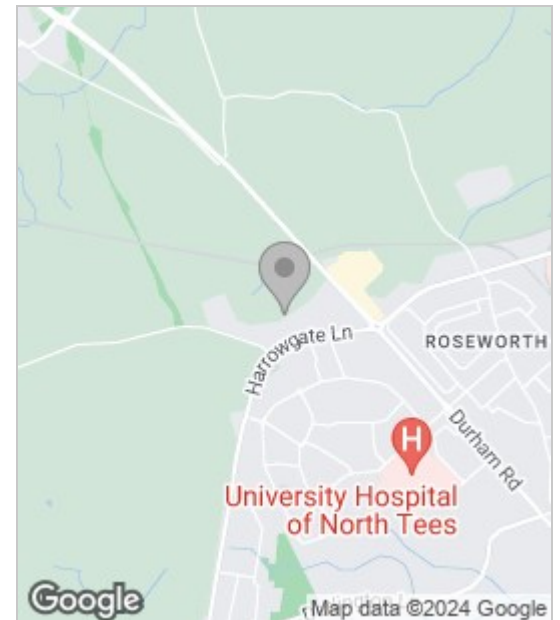 Harrowgate Ln
ROSEWORTH
Durham Rd
H
University Hospital
of North Tees
Google
Map data ©2024 Google